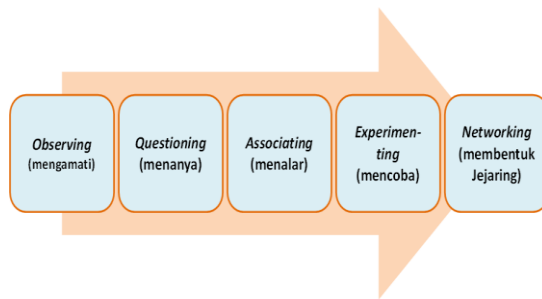 Observing
(mengamati)
Questioning
(menanya)
Associating
(menalar)
Experimen-
ting
(mencoba)
Networking
(membentuk
Jejaring)